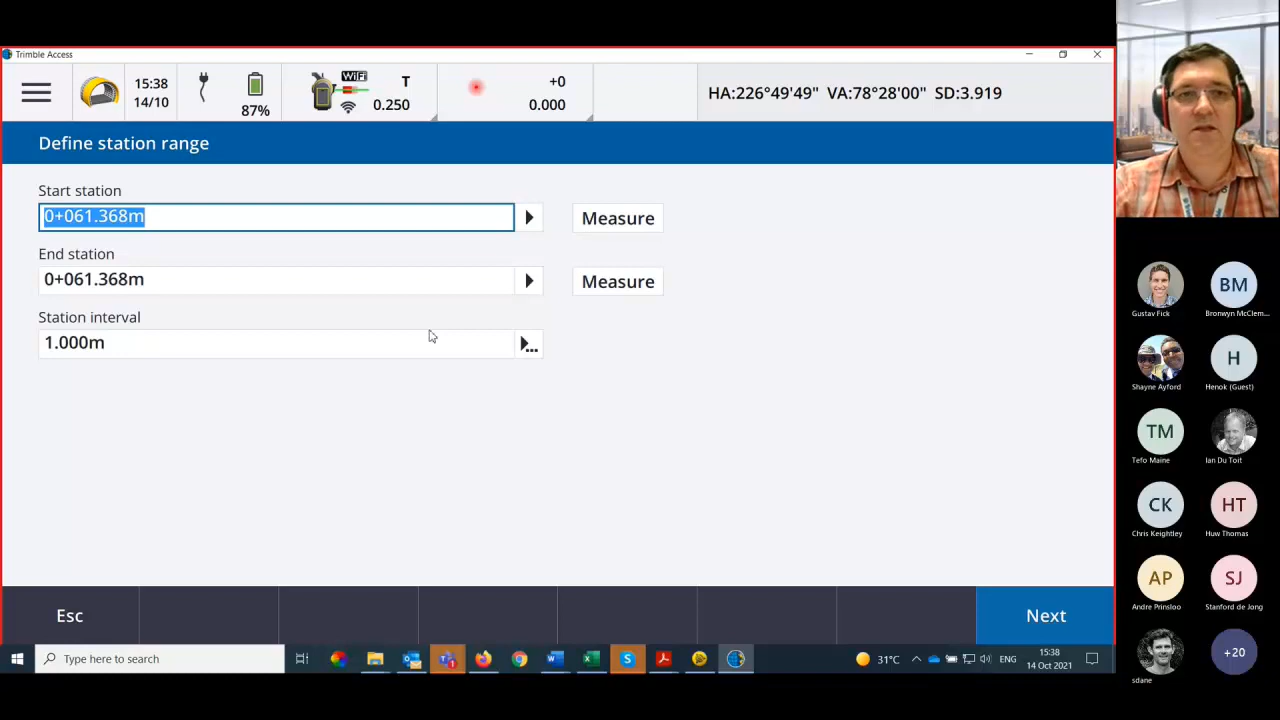 Trimble Access
15:38
14/10
87%
WiFi
T
0.250
+0
0.000
HA:226°49'49" VA:78°28'00" SD:3.919
Define station range
Start station
0+061.368m
Measure
End station
0+061.368m
Measure
Station interval
1.000m
Esc
Next
Type here to search
31°C
ENG
15:38
14 Oct 2021
BM
Gustav Fick
Bronwyn McClem...
H
Shayne Ayford
Henok (Guest)
TM
Tefo Maine
Ian Du Toit
CK
HT
Chris Keightley
Huw Thomas
AP
SJ
Andre Prinsloo
Stanford de Jong
+20
sdane